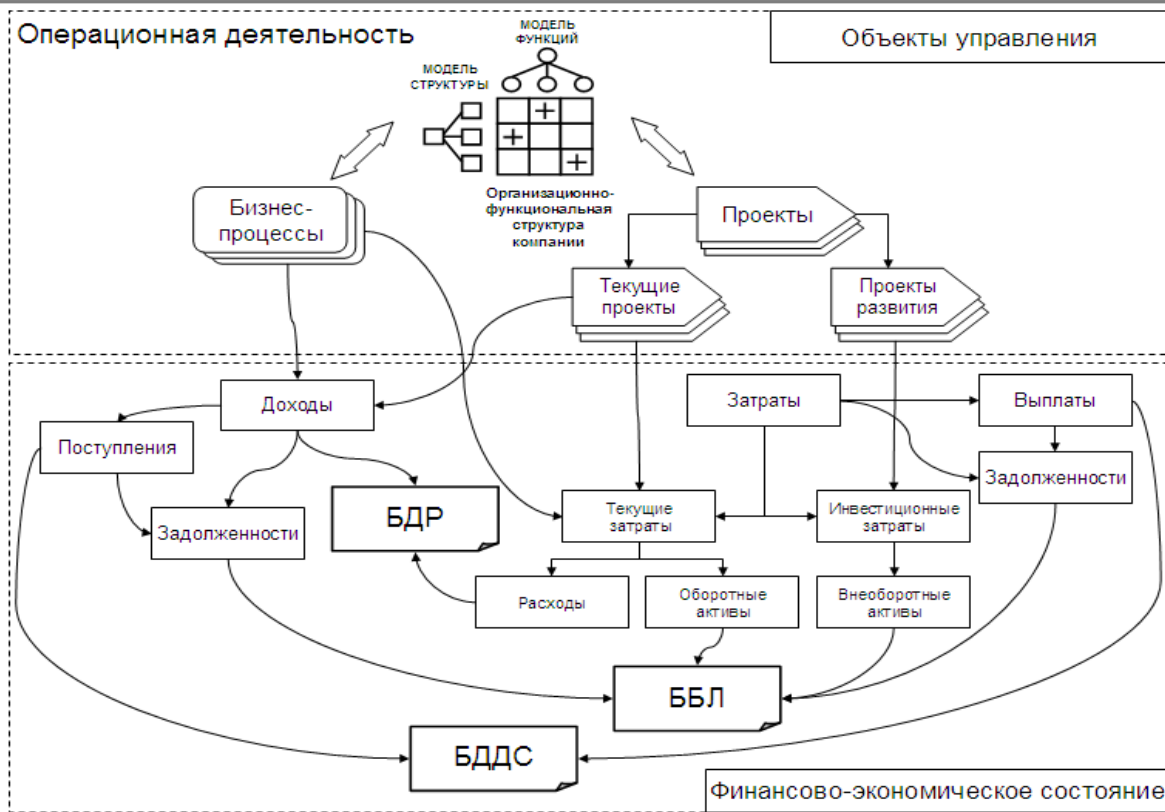 Операционная деятельность
МОДЕЛЬ
ФУНКЦИЙ
Объекты управления
МОДЕЛЬ
СТРУКТУРЫ
Организационно-
функциональная
структура
компании
Бизнес-
процессы
Проекты
Текущие
проекты
Проекты
развития
Доходы
Затраты
Выплаты
Поступления
Задолженности
Задолженности
БДР
Текущие
затраты
Инвестиционные
затраты
Расходы
Оборотные
активы
Внеоборотные
активы
ББЛ
БДДС
Финансово-экономическое состояние